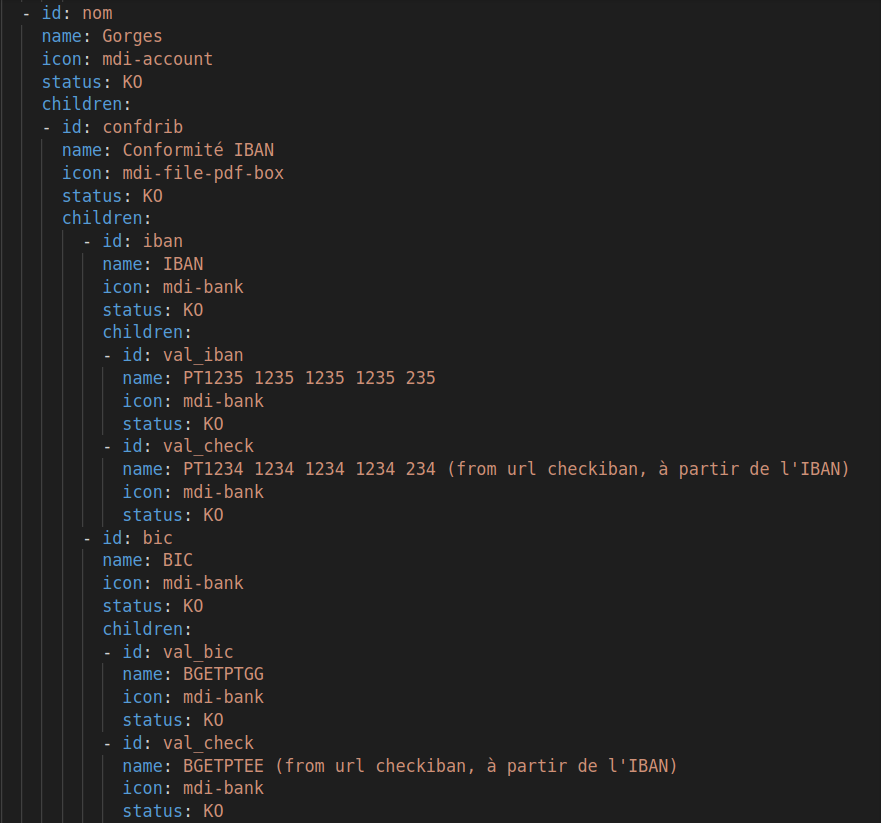 - id: nom
name: Gorges
icon: mdi-account
status: KO
children:
- id: confdrib
name: Conformité IBAN
icon: mdi-file-pdf-box
status: KO
children:
- id: iban
name: IBAN
icon: mdi-bank
status: KO
children:
- id: val_iban
name: PT1235 1235 1235 1235 235
icon: mdi-bank
status: KO
- id: val_check
name: PT1234 1234 1234 1234 234 (from url checkiban, à partir de l'IBAN)
icon: mdi-bank
status: KO
- id: bic
name: BIC
icon: mdi-bank
status: KO
children:
- id: val_bic
name: BGETPTGG
icon: mdi-bank
status: KO
- id: val_check
name: BGETPTEE (from url checkiban, à partir de l'IBAN)
icon: mdi-bank
status: KO